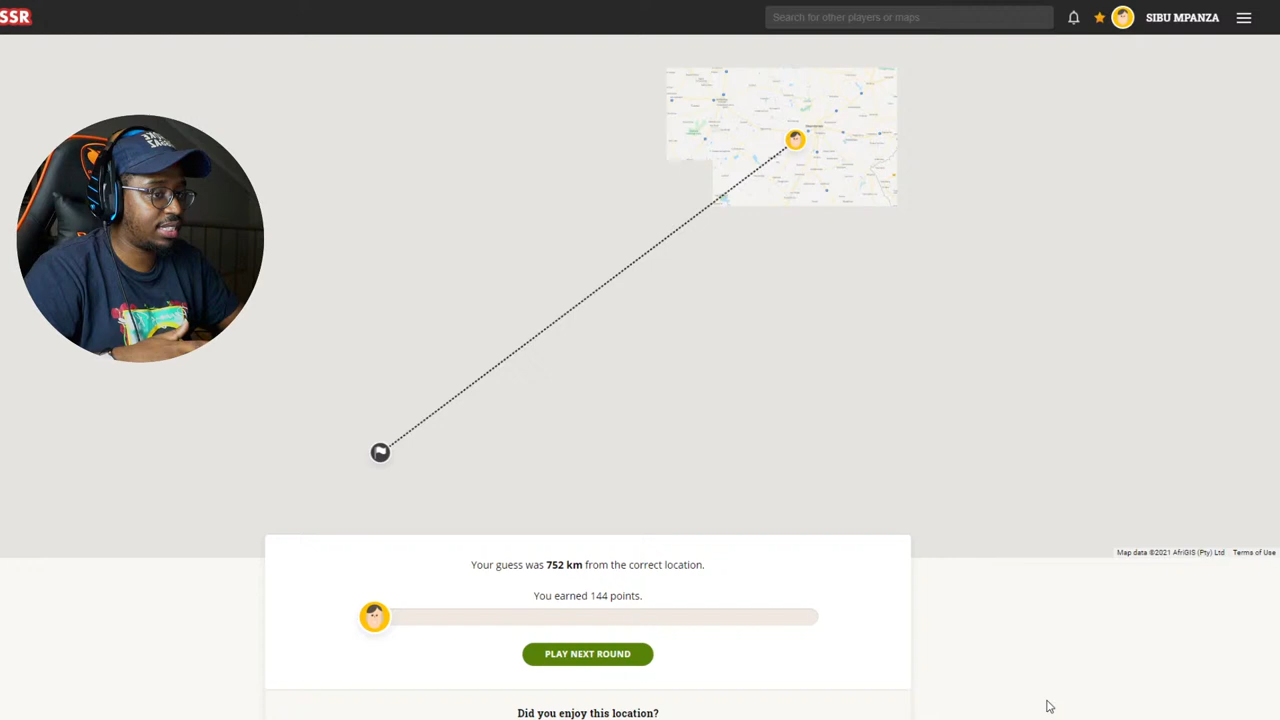 SSR
Search for other players or maps
SIBU MPANZA
Map data ©2021 AfriGIS (Pty) Ltd
Terms of Use
Your guess was 752 km from the correct location.
You earned 144 points.
PLAY NEXT ROUND
Did you enjoy this location?